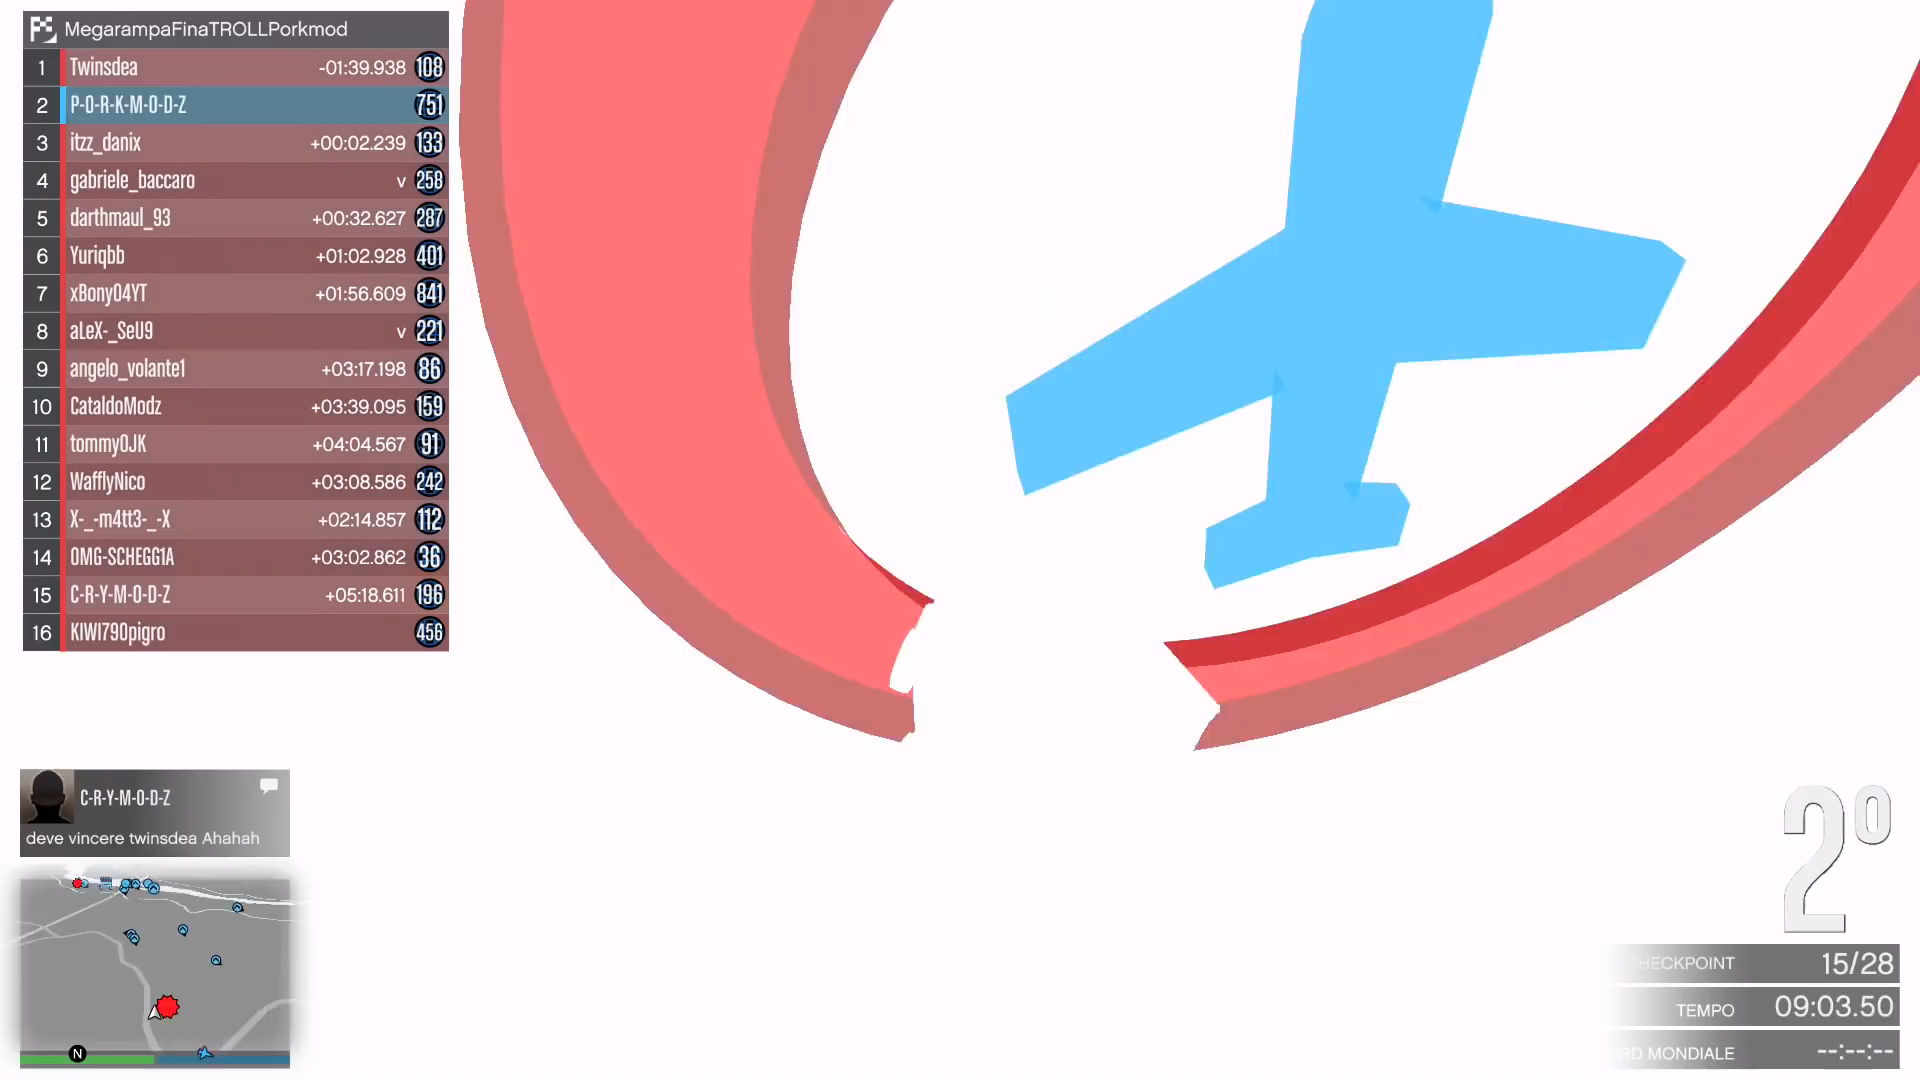 MegarampaFinaTROLLPorkmod
1 Twinsdea -01:39.938 108
2 P-O-R-K-M-O-D-Z 751
3 itzz_danix +00:02.239 133
4 gabriele_baccaro v 258
5 darthmaul_93 +00:32.627 287
6 Yuriqbb +01:02.928 401
7 xBony04YT +01:56.609 841
8 aLeX-_SeU9 v 221
9 angelo_volante1 +03:17.198 86
10 CataldoModz +03:39.095 159
11 tommy0JK +04:04.567 91
12 WafflyNico +03:08.586 242
13 X-_-m4tt3-_-X +02:14.857 112
14 OMG-SCHEGG1A +03:02.862 36
15 C-R-Y-M-O-D-Z +05:18.611 196
16 KIWI790pigro 456
C-R-Y-M-O-D-Z
deve vincere twinsdea Ahahah
N
2º
CHECKPOINT 15/28
TEMPO 09:03.50
RD MONDIALE --:--:--